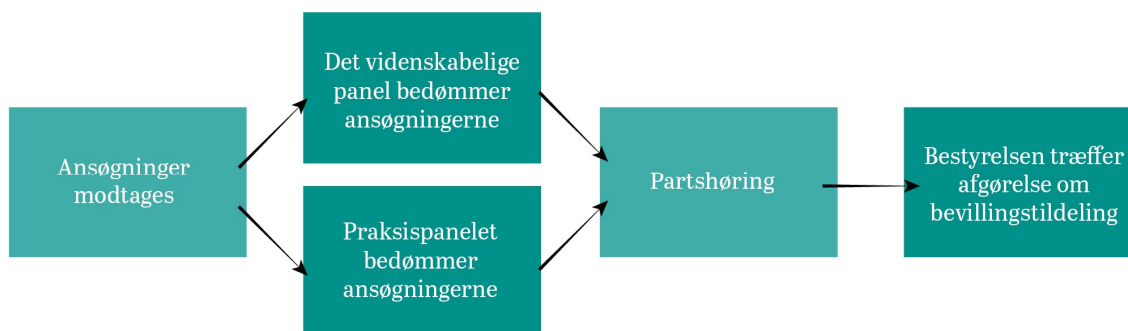 Ansøgninger
modtages
Det videnskabelige
panel bedømmer
ansøgningerne
Praksispanelet
bedømmer
ansøgningerne
Partshøring
Bestyrelsen træffer
afgørelse om
bevillingstildeling